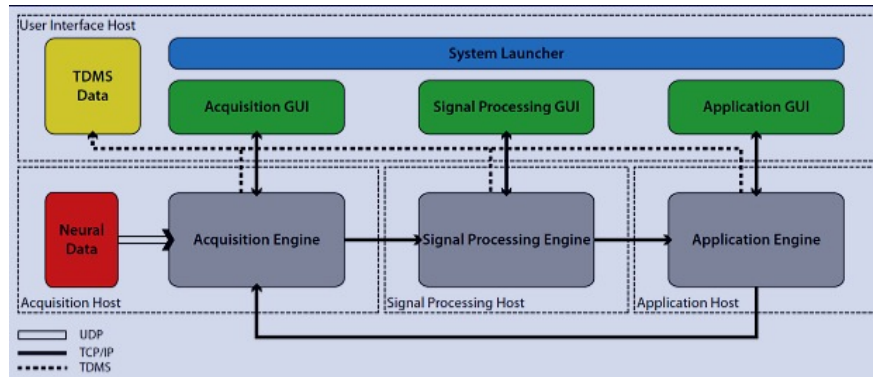 User Interface Host
System Launcher
TDMS
Data
Acquisition GUI
Signal Processing GUI
Application GUI
Neural
Data
Acquisition Engine
Signal Processing Engine
Application Engine
Acquisition Host
Signal Processing Host
Application Host
UDP
TCP/IP
TDMS